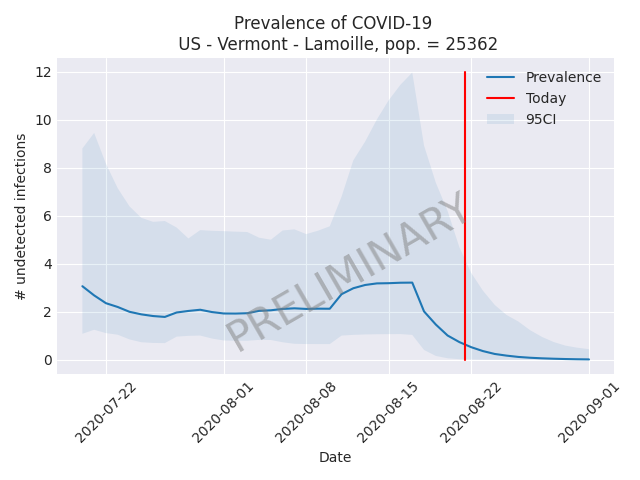 Prevalence of COVID-19
US - Vermont - Lamoille, pop. = 25362
12
10
8
6
4
2
0
# undetected infections
Prevalence
Today
95CI
PRELIMINARY
2020-07-22
2020-08-01
2020-08-08
2020-08-15
2020-08-22
2020-09-01
Date